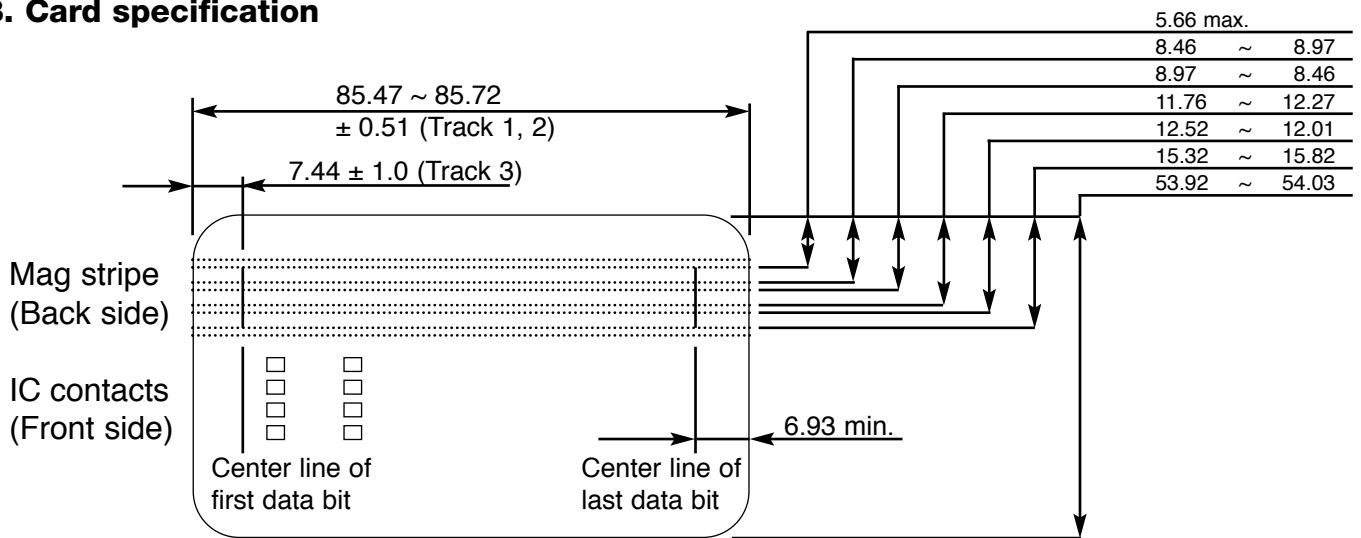 3. Card specification
5.66 max.
8.46 ~ 8.97
8.97 ~ 8.46
11.76 ~ 12.27
12.52 ~ 12.01
15.32 ~ 15.82
53.92 ~ 54.03
85.47 ~ 85.72
± 0.51 (Track 1, 2)
7.44 ± 1.0 (Track 3)
Mag stripe
(Back side)
IC contacts
(Front side)
6.93 min.
Center line of
first data bit
Center line of
last data bit